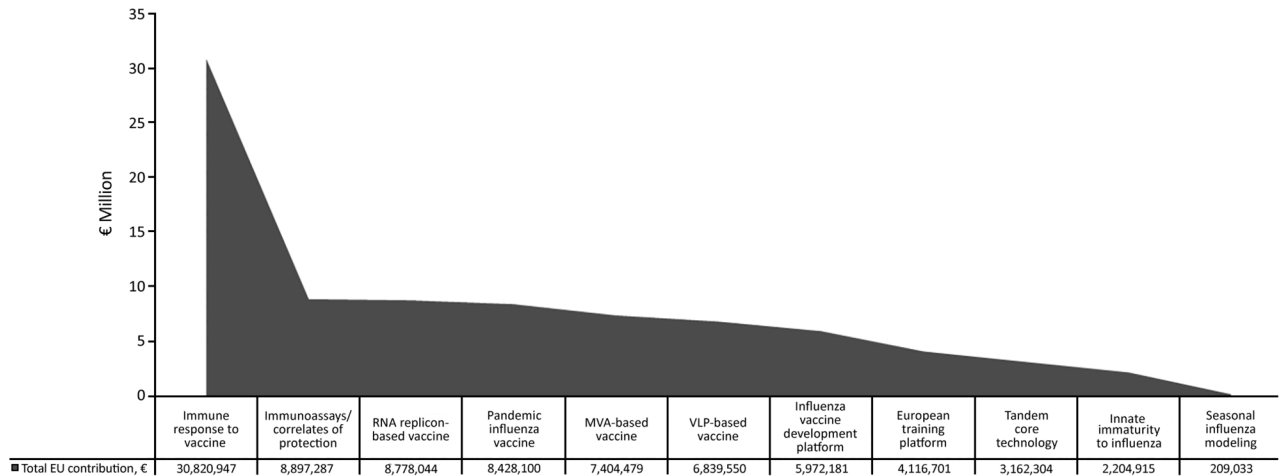 35
30
25
20
15
10
5
0
€ Million
Immune
response to
vaccine
Immunoassays/
correlates of
protection
RNA replicon-
based vaccine
Pandemic
influenza
vaccine
MVA-based
vaccine
VLP-based
vaccine
Influenza
vaccine
development
platform
European
training
platform
Tandem
core
technology
Innate
immaturity
to influenza
Seasonal
influenza
modeling
Total EU contribution, € 30,820,947 8,897,287 8,778,044 8,428,100 7,404,479 6,839,550 5,972,181 4,116,701 3,162,304 2,204,915 209,033